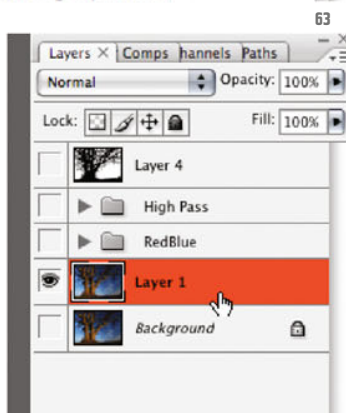 63
Layers × Comps hannels Paths
Normal Opacity: 100%
Lock: Fill: 100%
Layer 4
High Pass
RedBlue
Layer 1
Background